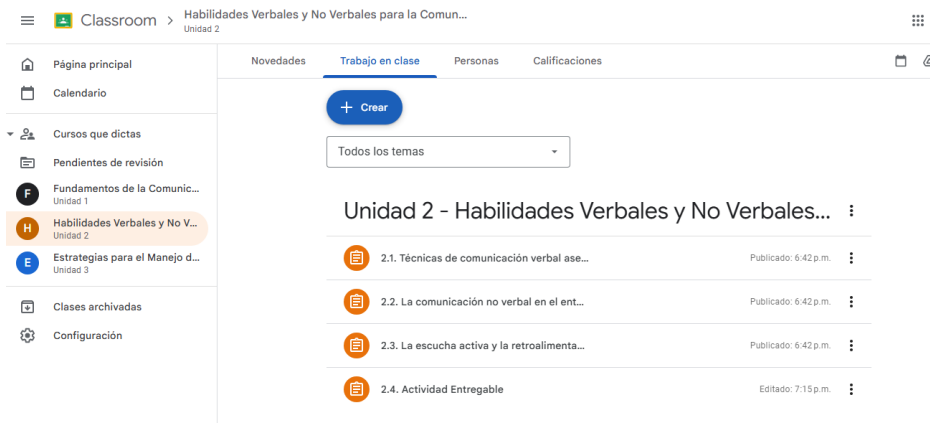 Classroom > Habilidades Verbales y No Verbales para la Comun...
Unidad 2
Página principal
Calendario
Cursos que dictas
Pendientes de revisión
F Fundamentos de la Comunic...
Unidad 1
H Habilidades Verbales y No V...
Unidad 2
E Estrategias para el Manejo d...
Unidad 3
Clases archivadas
Configuración
Novedades Trabajo en clase Personas Calificaciones
+ Crear
Todos los temas
Unidad 2 - Habilidades Verbales y No Verbales...
2.1. Técnicas de comunicación verbal ase... Publicado: 6:42 p.m.
2.2. La comunicación no verbal en el ent... Publicado: 6:42 p.m.
2.3. La escucha activa y la retroalimenta... Publicado: 6:42 p.m.
2.4. Actividad Entregable Editado: 7:15 p.m.